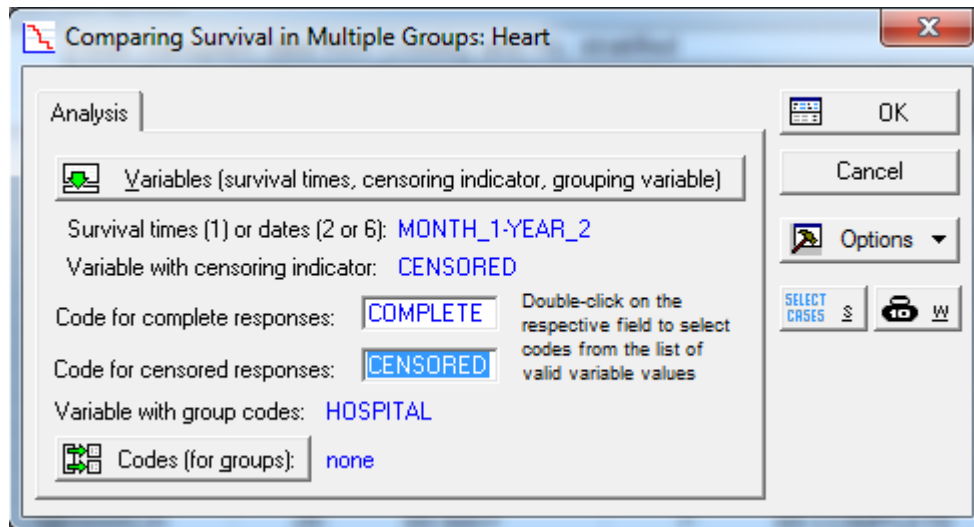 Comparing Survival in Multiple Groups: Heart
Analysis
OK
Variables (survival times, censoring indicator, grouping variable)
Cancel
Survival times (1) or dates (2 or 6): MONTH_1-YEAR_2
Options
Variable with censoring indicator: CENSORED
SELECT CASES S
W
Code for complete responses: COMPLETE
Double-click on the
respective field to select
codes from the list of
valid variable values
Code for censored responses: CENSORED
Variable with group codes: HOSPITAL
Codes (for groups): none